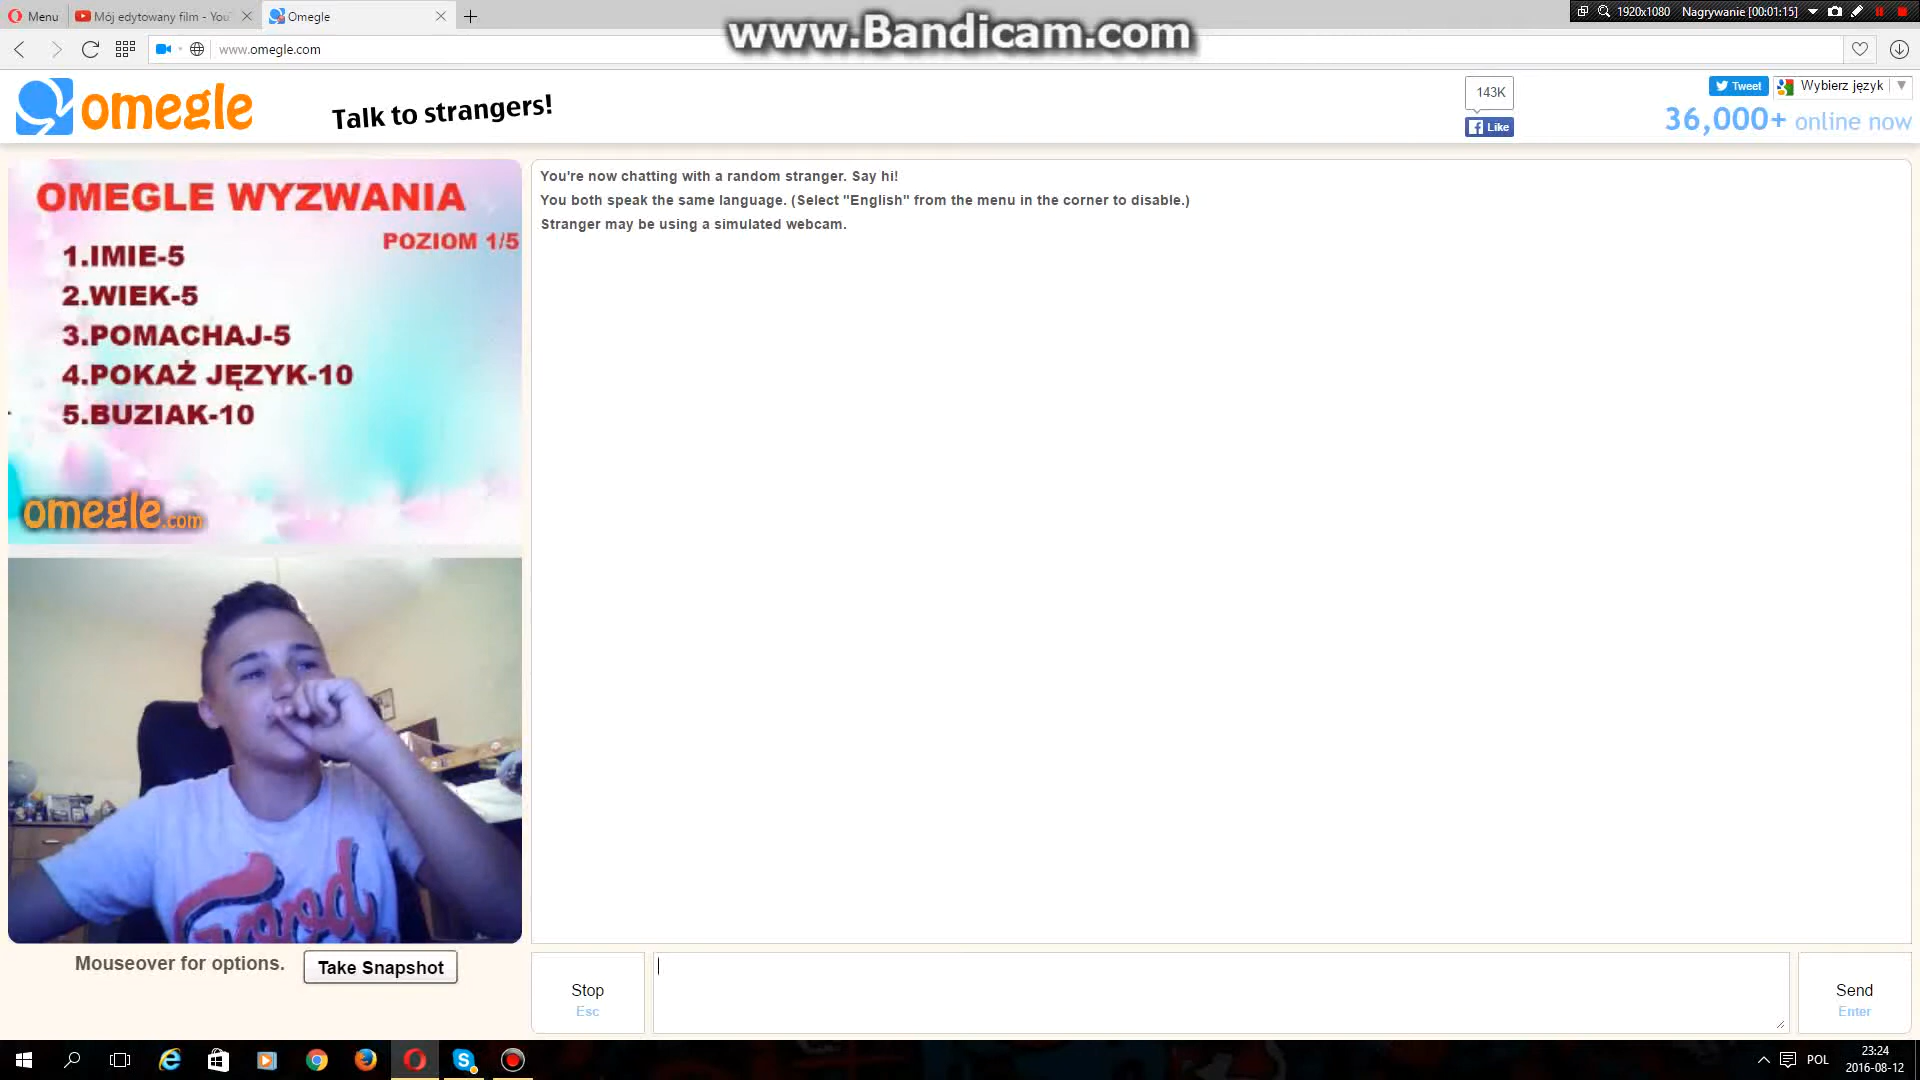 Menu
Mój edytowany film - You
Omegle
www.Bandicam.com
1920x1080
Nagrywanie [00:01:15]
www.omegle.com
omegle
Talk to strangers!
143K
Like
Tweet
Wybierz język
36,000+ online now
OMEGLE WYZWANIA
POZIOM 1/5
1.IMIE-5
2.WIEK-5
3.POMACHAJ-5
4.POKAŻ JĘZYK-10
5.BUZIAK-10
omegle.com
You're now chatting with a random stranger. Say hi!
You both speak the same language. (Select "English" from the menu in the corner to disable.)
Stranger may be using a simulated webcam.
Mouseover for options.
Take Snapshot
Stop
Esc
Send
Enter
POL
23:24
2016-08-12